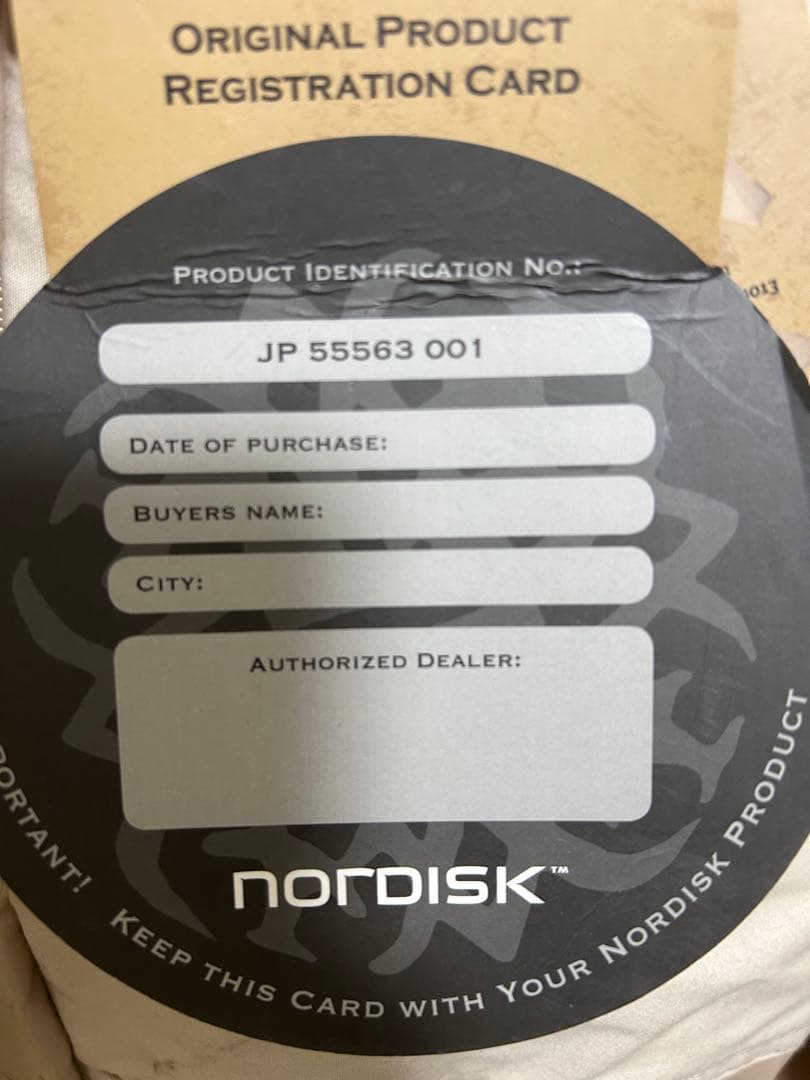 ORIGINAL PRODUCT
REGISTRATION CARD
PRODUCT IDENTIFICATION NO.:
JP 55563 001
DATE OF PURCHASE:
BUYERS NAME:
CITY:
AUTHORIZED DEALER:
nordisk™
KEEP THIS CARD WITH YOUR NORDISK PRODUCT